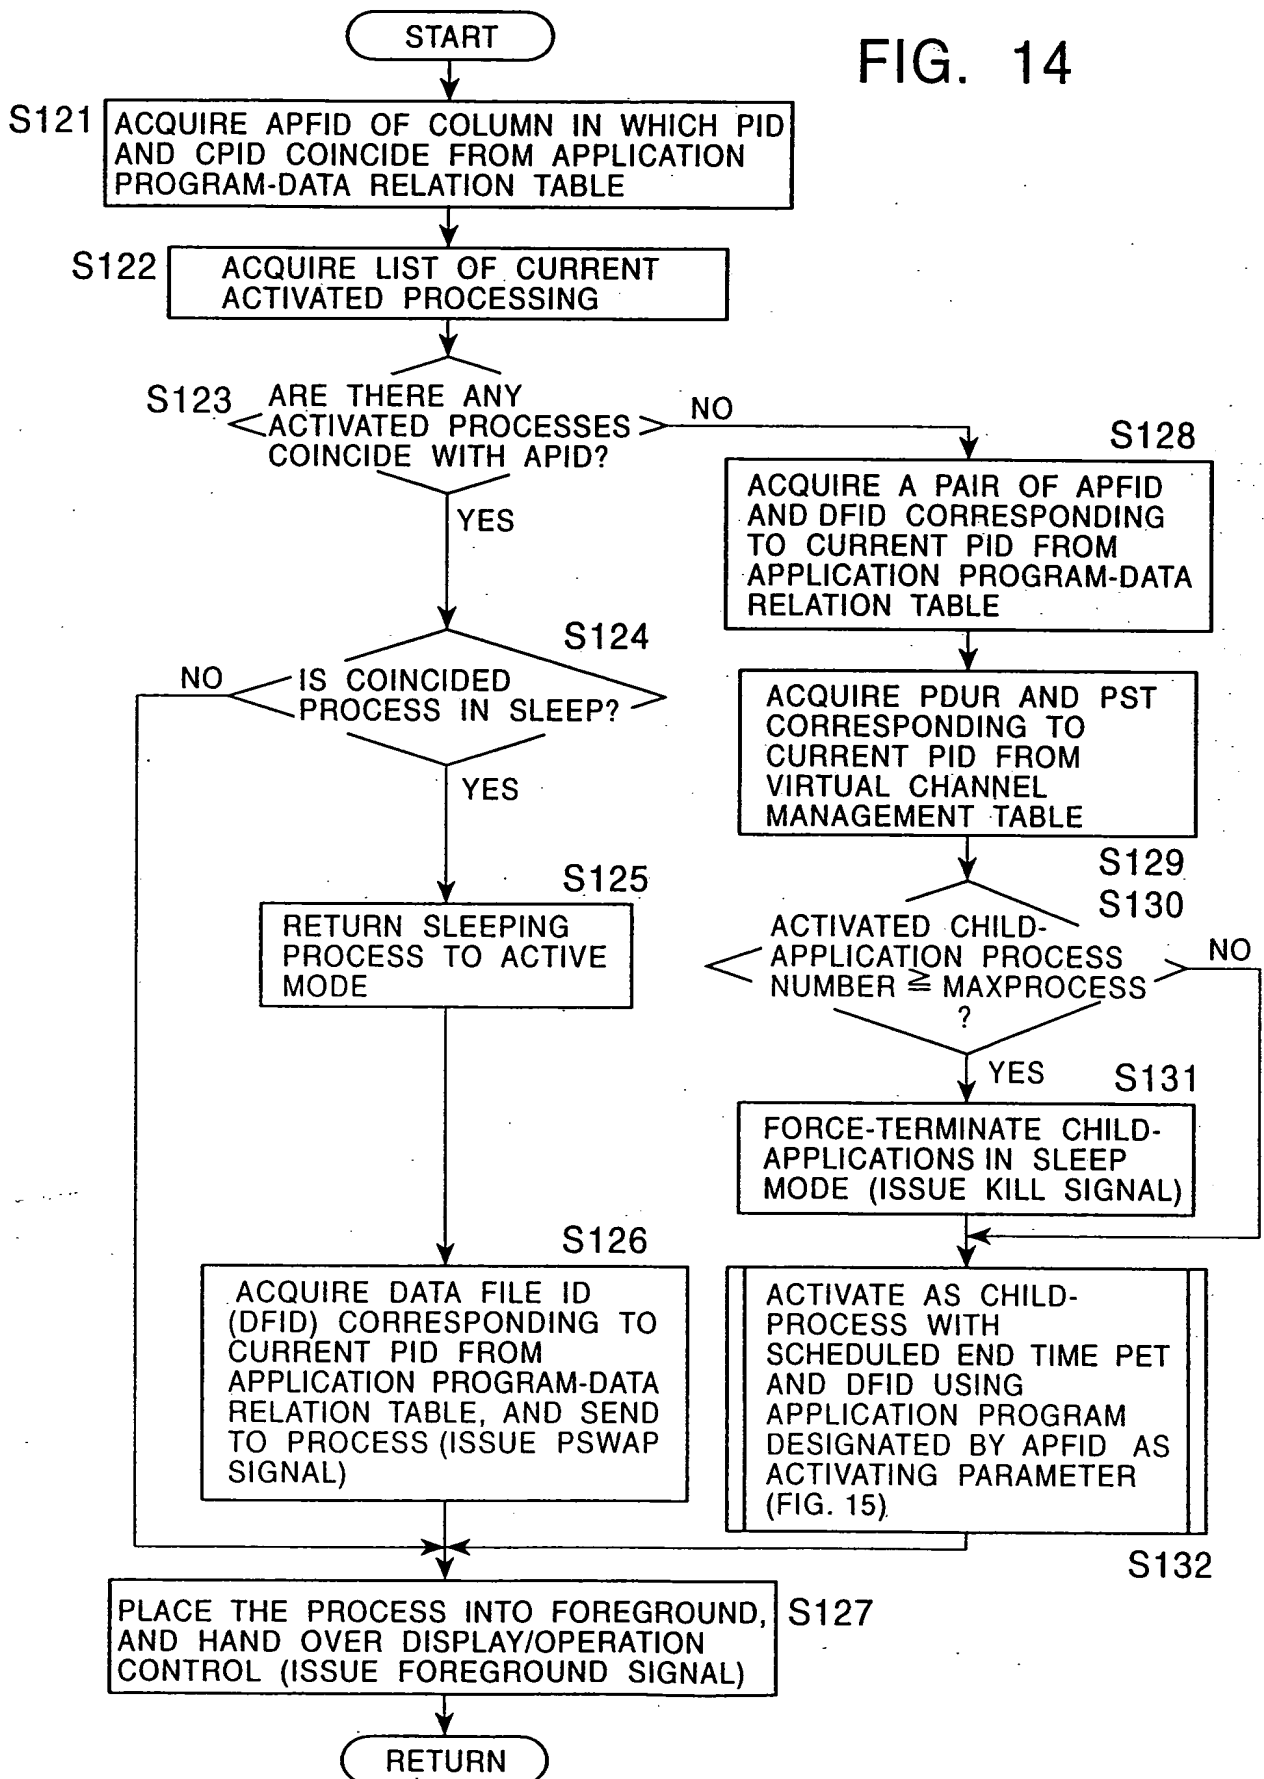 START
FIG. 14
S121
ACQUIRE APFID OF COLUMN IN WHICH PID
AND CPID COINCIDE FROM APPLICATION
PROGRAM-DATA RELATION TABLE
S122
ACQUIRE LIST OF CURRENT
ACTIVATED PROCESSING
S123
ARE THERE ANY
ACTIVATED PROCESSES
COINCIDE WITH APID?
NO
YES
S124
IS COINCIDED
PROCESS IN SLEEP?
NO
YES
S125
RETURN SLEEPING
PROCESS TO ACTIVE
MODE
S126
ACQUIRE DATA FILE ID
(DFID) CORRESPONDING TO
CURRENT PID FROM
APPLICATION PROGRAM-DATA
RELATION TABLE, AND SEND
TO PROCESS (ISSUE PSWAP
SIGNAL)
S128
ACQUIRE A PAIR OF APFID
AND DFID CORRESPONDING
TO CURRENT PID FROM
APPLICATION PROGRAM-DATA
RELATION TABLE
ACQUIRE PDUR AND PST
CORRESPONDING TO
CURRENT PID FROM
VIRTUAL CHANNEL
MANAGEMENT TABLE
S129
S130
ACTIVATED CHILD-
APPLICATION PROCESS
NUMBER ≧ MAXPROCESS
?
NO
YES
S131
FORCE-TERMINATE CHILD-
APPLICATIONS IN SLEEP
MODE (ISSUE KILL SIGNAL)
ACTIVATE AS CHILD-
PROCESS WITH
SCHEDULED END TIME PET
AND DFID USING
APPLICATION PROGRAM
DESIGNATED BY APFID AS
ACTIVATING PARAMETER
(FIG. 15)
S132
PLACE THE PROCESS INTO FOREGROUND,
AND HAND OVER DISPLAY/OPERATION
CONTROL (ISSUE FOREGROUND SIGNAL)
S127
RETURN